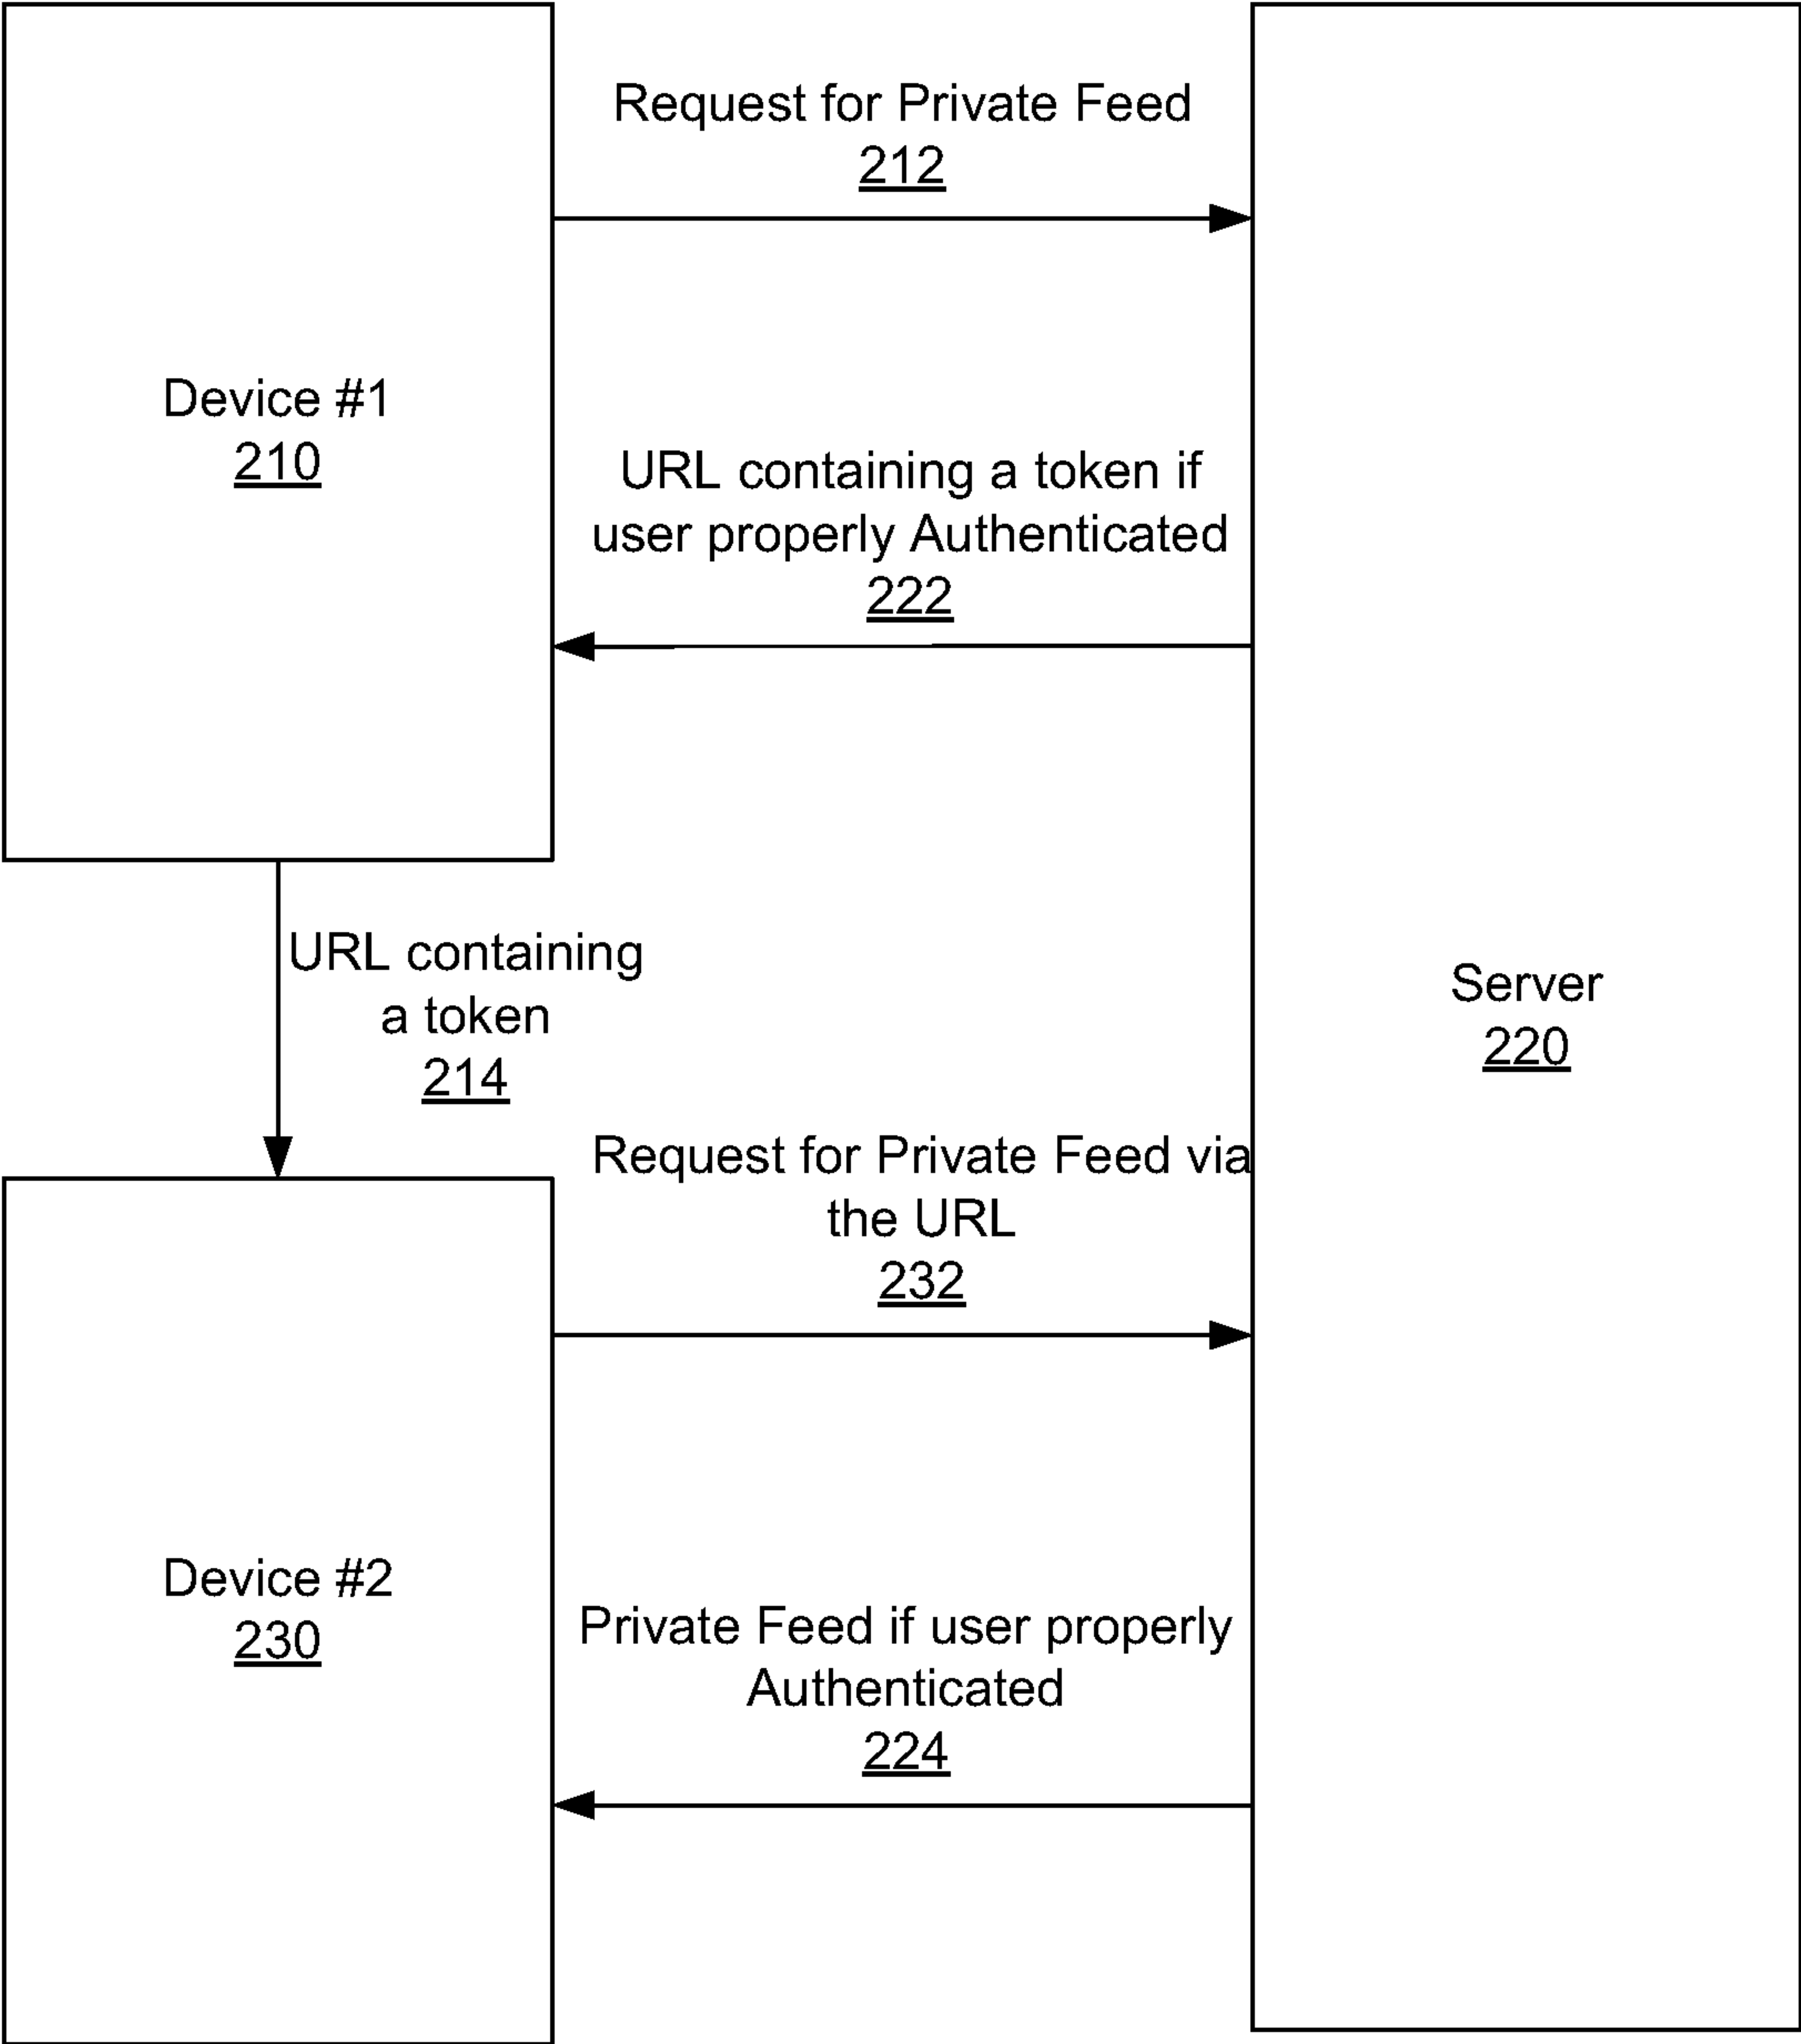 Request for Private Feed
212
Device #1
210
URL containing a token if
user properly Authenticated
222
URL containing
a token
214
Server
220
Request for Private Feed via
the URL
232
Device #2
230
Private Feed if user properly
Authenticated
224